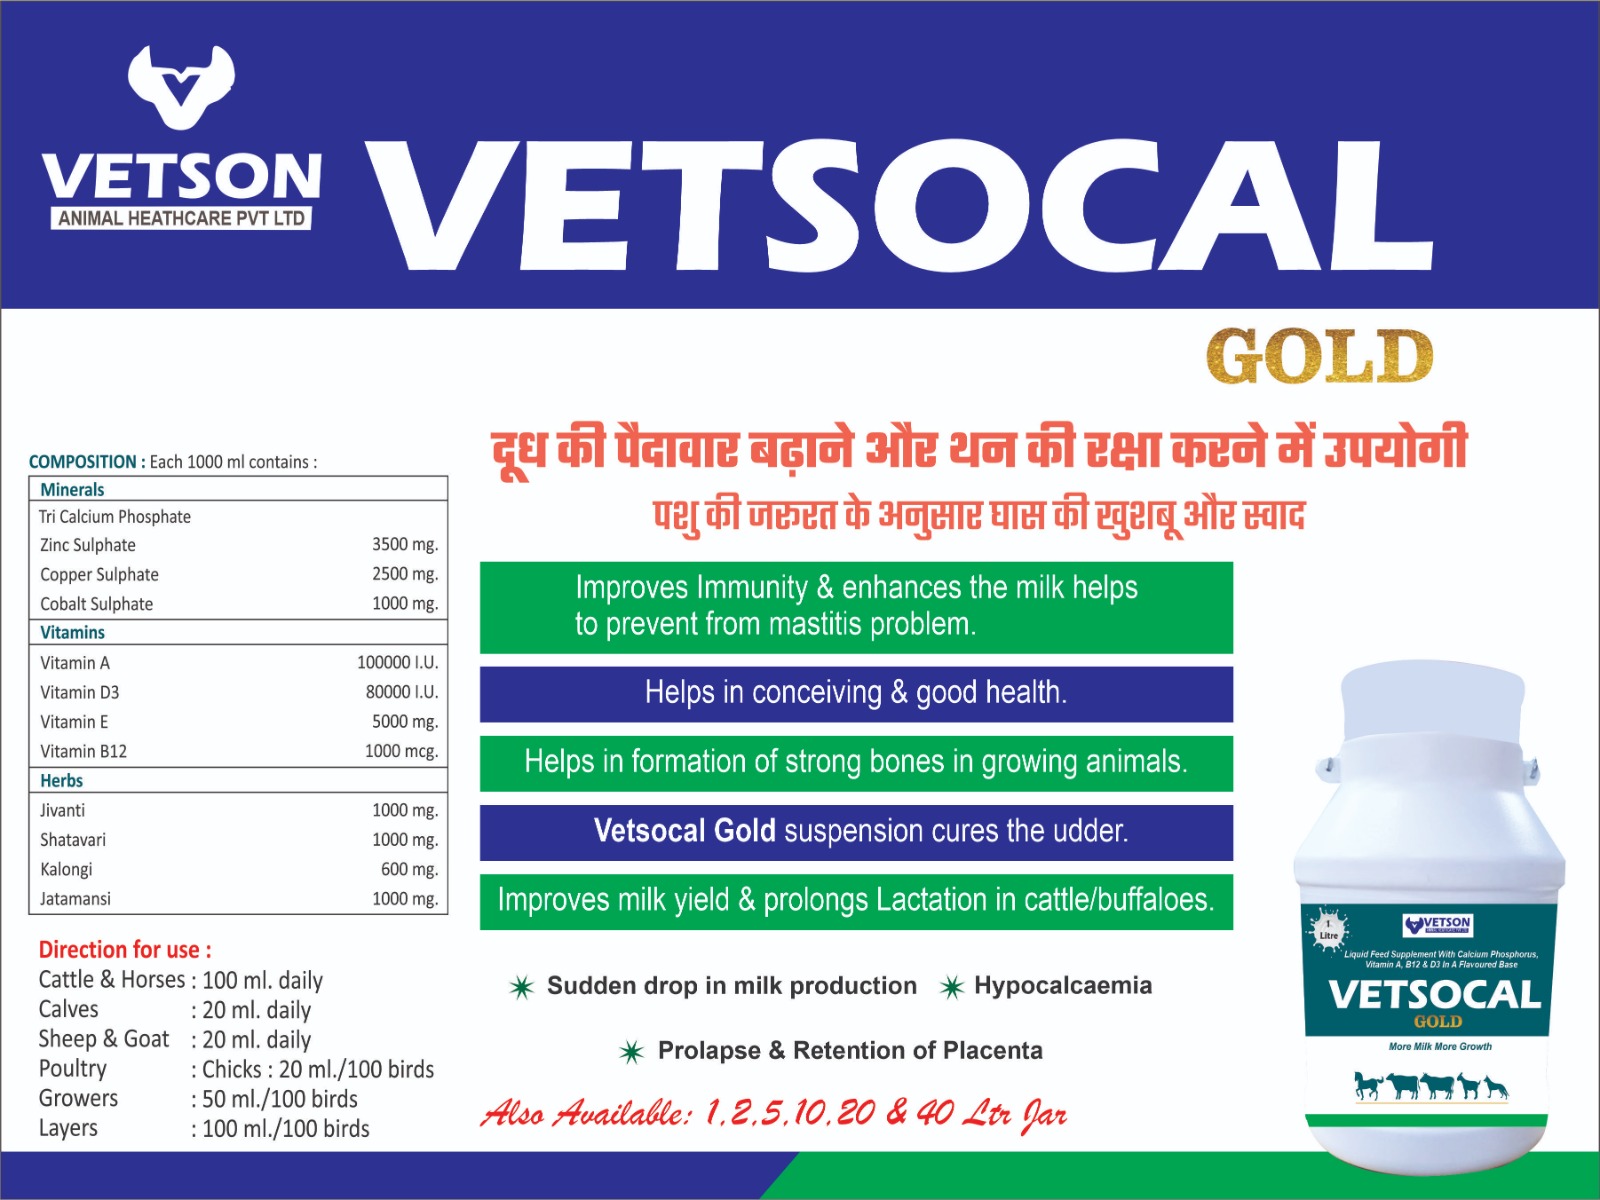 VETSON
ANIMAL HEATHCARE PVT LTD
VETSOCAL
GOLD
दूध की पैदावार बढ़ाने और थन की रक्षा करने में उपयोगी
पशु की जरूरत के अनुसार घास की खुशबू और स्वाद
COMPOSITION : Each 1000 ml contains :
Minerals
Tri Calcium Phosphate
Zinc Sulphate 3500 mg.
Copper Sulphate 2500 mg.
Cobalt Sulphate 1000 mg.
Vitamins
Vitamin A 100000 I.U.
Vitamin D3 80000 I.U.
Vitamin E 5000 mg.
Vitamin B12 1000 mcg.
Herbs
Jivanti 1000 mg.
Shatavari 1000 mg.
Kalongi 600 mg.
Jatamansi 1000 mg.
Direction for use :
Cattle & Horses : 100 ml. daily
Calves : 20 ml. daily
Sheep & Goat : 20 ml. daily
Poultry : Chicks : 20 ml./100 birds
Growers : 50 ml./100 birds
Layers : 100 ml./100 birds
Improves Immunity & enhances the milk helps
to prevent from mastitis problem.
Helps in conceiving & good health.
Helps in formation of strong bones in growing animals.
Vetsocal Gold suspension cures the udder.
Improves milk yield & prolongs Lactation in cattle/buffaloes.
Sudden drop in milk production Hypocalcaemia
Prolapse & Retention of Placenta
Also Available: 1,2,5,10,20 & 40 Ltr Jar
1
Litre
VETSON
Liquid Feed Supplement With Calcium Phosphorus,
Vitamin A, B12 & D3 In A Flavoured Base
VETSOCAL
GOLD
More Milk More Growth